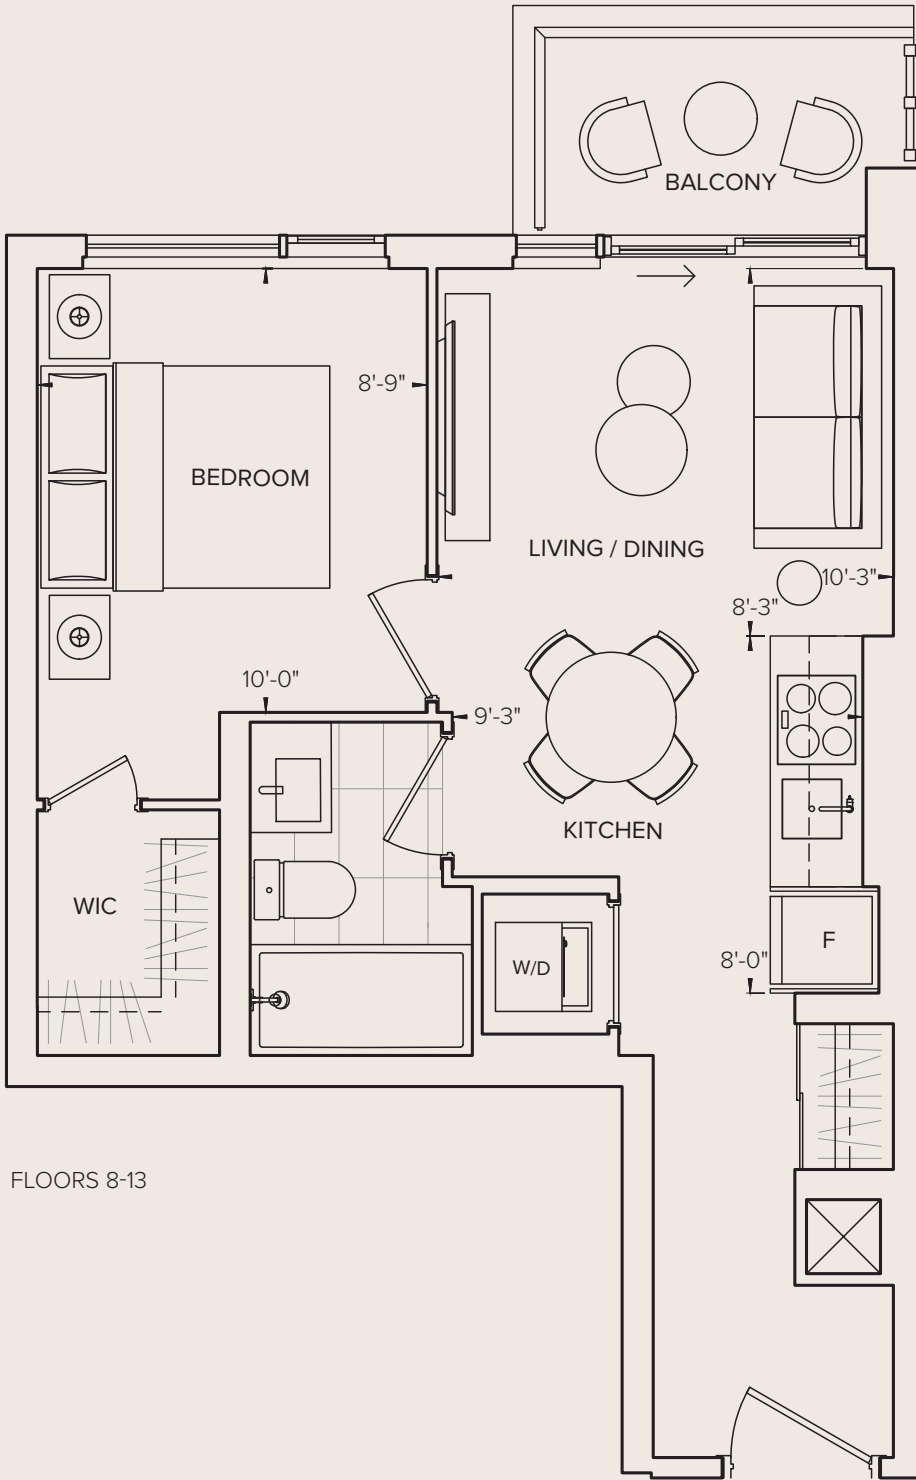 BALCONY
8'-9"
BEDROOM
LIVING / DINING
10'-3"
8'-3"
10'-0"
9'-3"
KITCHEN
WIC
F
8'-0"
W/D
FLOORS 8-13